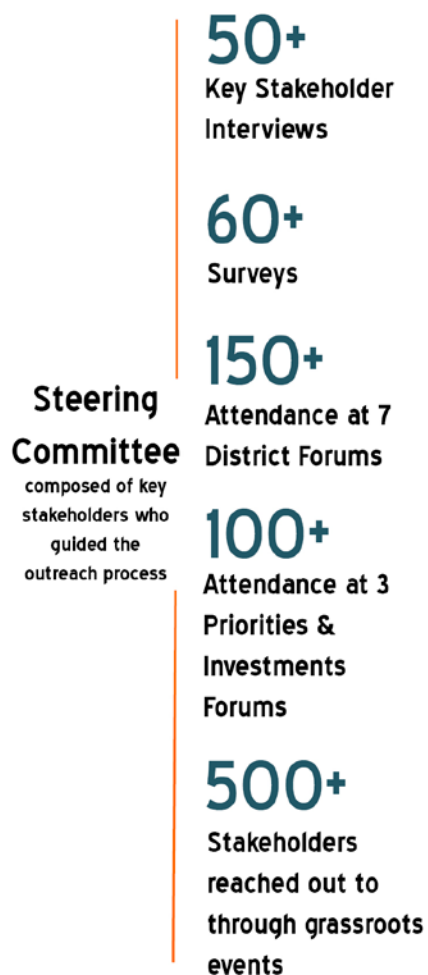 50+
Key Stakeholder
Interviews
60+
Surveys
150+
Attendance at 7
District Forums
Steering
Committee
composed of key
stakeholders who
guided the
outreach process
100+
Attendance at 3
Priorities &
Investments
Forums
500+
Stakeholders
reached out to
through grassroots
events